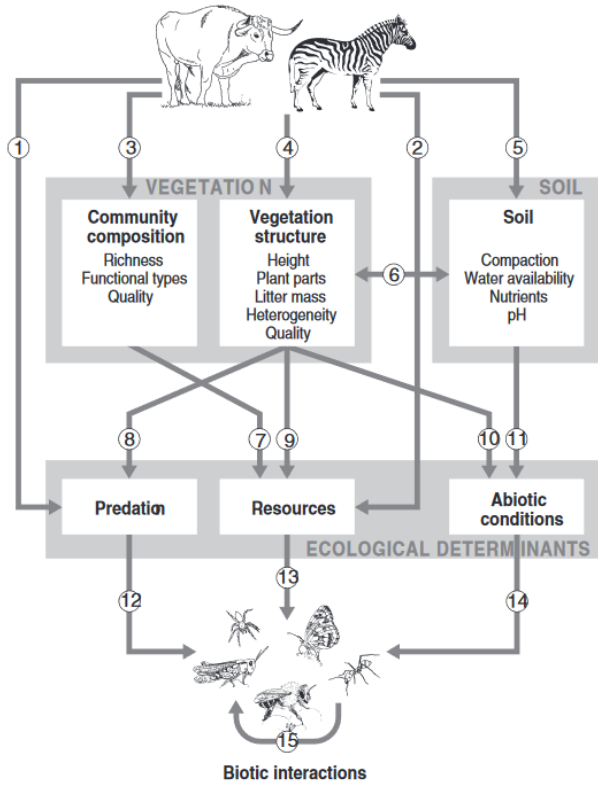 1
3
4
2
5
VEGETATION
SOIL
Community
composition
Richness
Functional types
Quality
Vegetation
structure
Height
Plant parts
Litter mass
Heterogeneity
Quality
6
Soil
Compaction
Water availability
Nutrients
pH
8
7
9
10
11
Predation
Resources
Abiotic
conditions
ECOLOGICAL DETERMINANTS
12
13
14
15
Biotic interactions